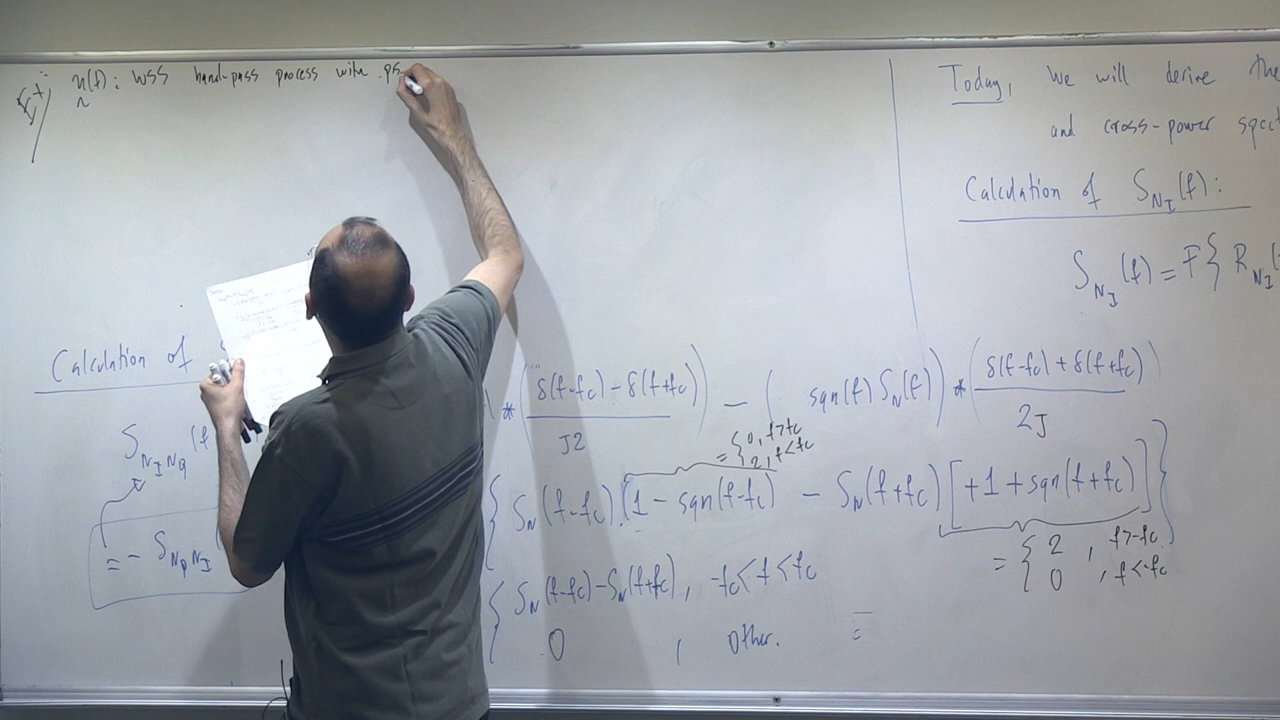 n(t): WSS band-pass process with ps
Today, we will derive the
and cross-power spect
Calculation of S_{N_I}(f):
S_{N_I}(f) = F{ R_{N_I}(
Calculation of
* ( δ(f-fc) - δ(f+fc) / J2 ) - ( sgn(f) S_N(f) ) * ( δ(f-fc) + δ(f+fc) / 2J )
S_{N_I N_Q}(f
= { 0, f>fc
2, f<fc
{ S_N(f-fc).(1 - sgn(f-fc) - S_N(f+fc) [+1 + sgn(f+fc)] }
= { 2 , f>-fc
0 , f<-fc
= - S_{N_Q N_I}
{ S_N(f-fc) - S_N(f+fc), -fc<f<fc
0 , other.